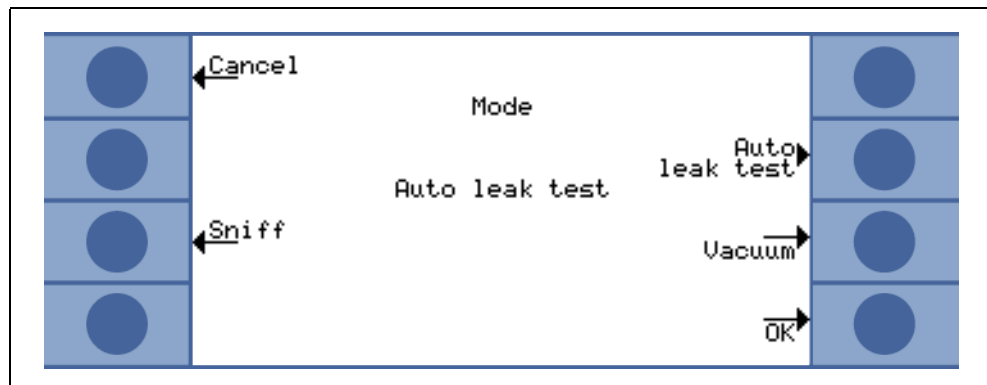 Cancel
Mode
Auto
leak test
Auto leak test
Sniff
Vacuum
OK